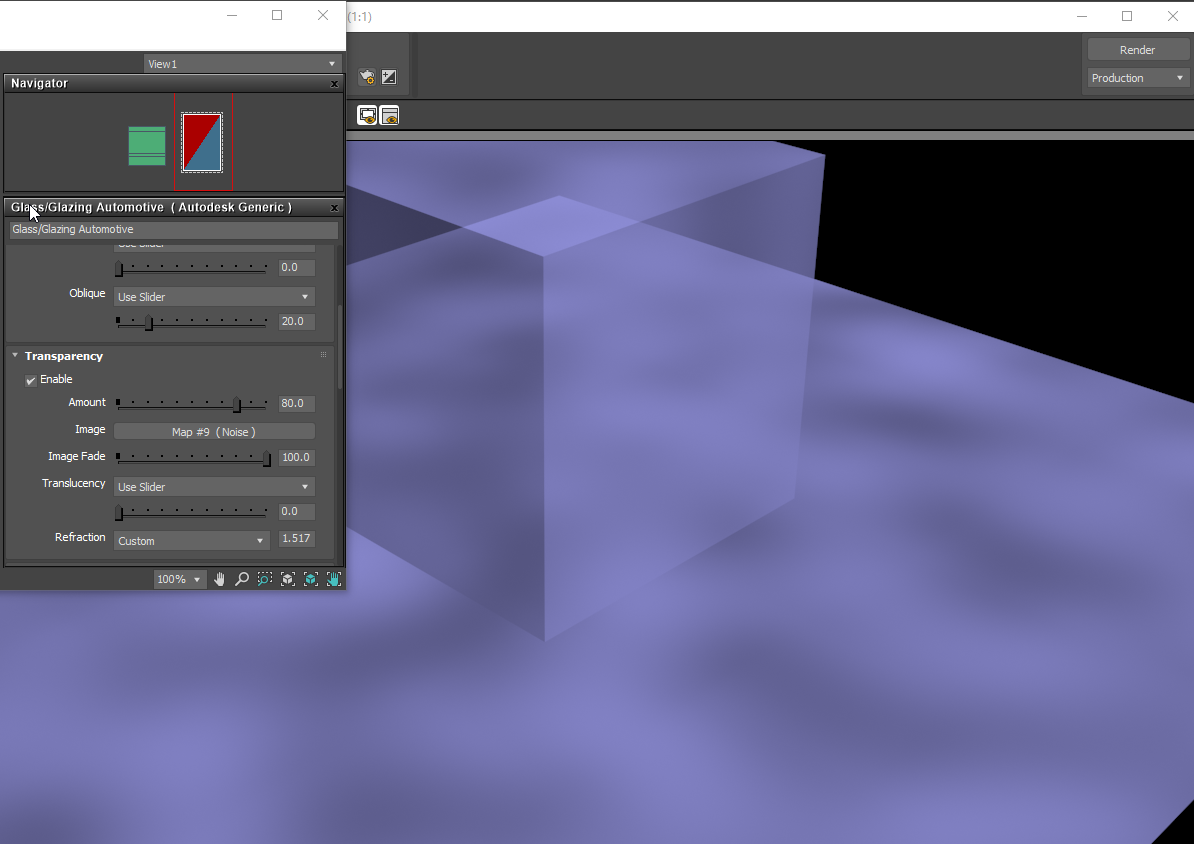 (1:1)
View1
Render
Production
Navigator
x
Glass/Glazing Automotive ( Autodesk Generic )
x
Glass/Glazing Automotive
Use Slider
0.0
Oblique
Use Slider
20.0
Transparency
Enable
Amount
80.0
Image
Map #9 ( Noise )
Image Fade
100.0
Translucency
Use Slider
0.0
Refraction
Custom
1.517
100%